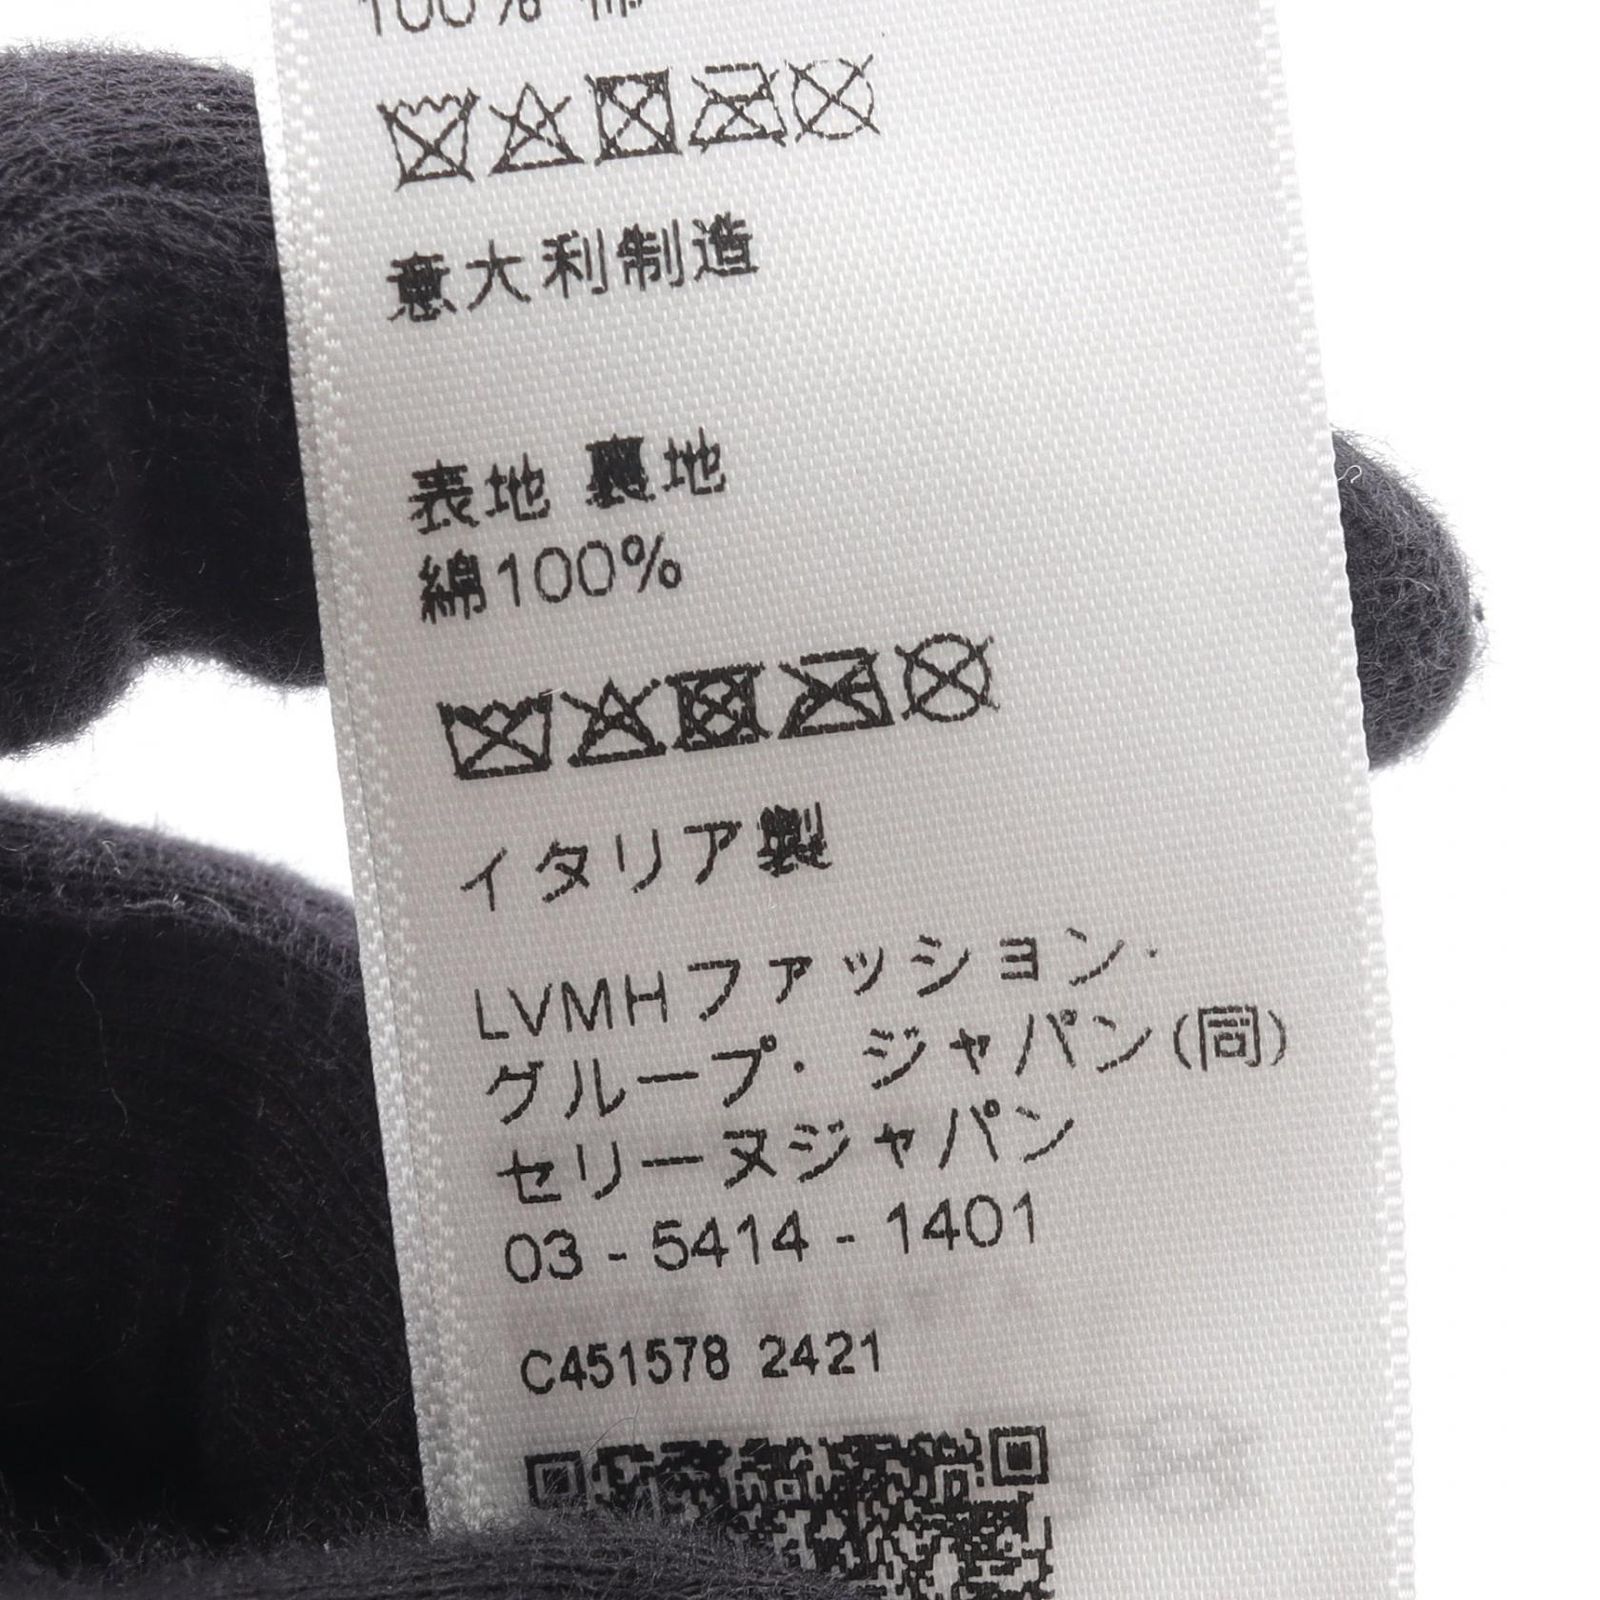 100% 棉
意大利制造
表地 裏地
綿100%
イタリア製
LVMHファッション・
グループ・ジャパン(同)
セリーヌジャパン
03 - 5414 - 1401
C451578 2421